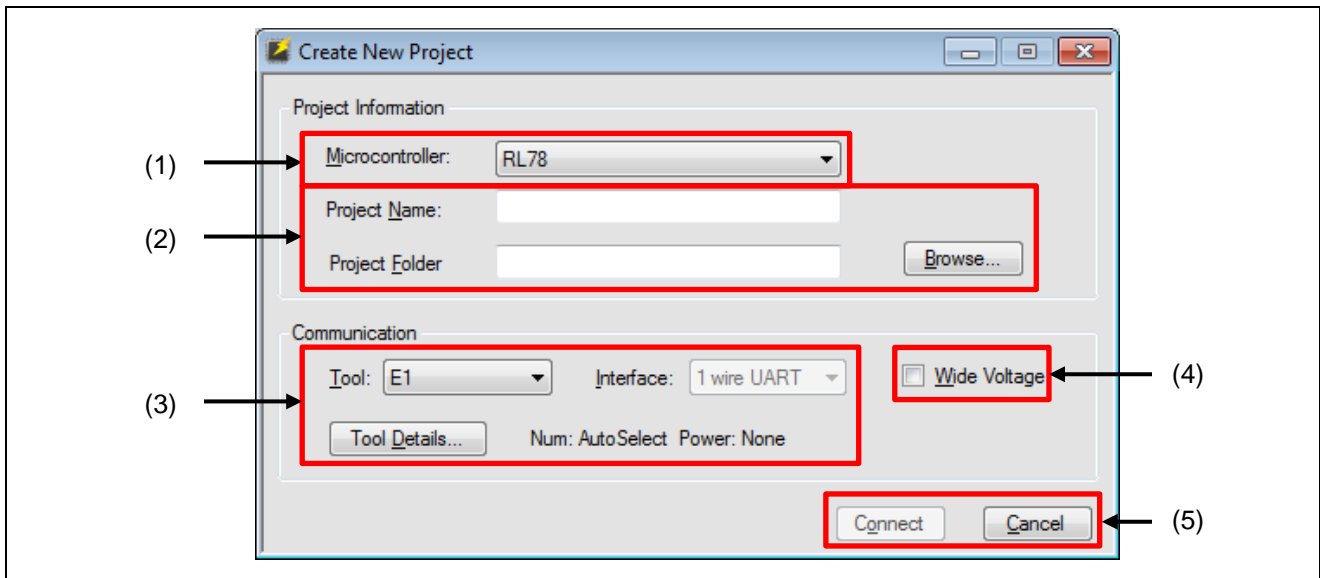 Create New Project
Project Information
(1)
Microcontroller: RL78
(2)
Project Name:
Project Folder Browse...
Communication
(3)
Tool: E1 Interface: 1 wire UART Wide Voltage (4)
Tool Details... Num: AutoSelect Power: None
Connect Cancel (5)